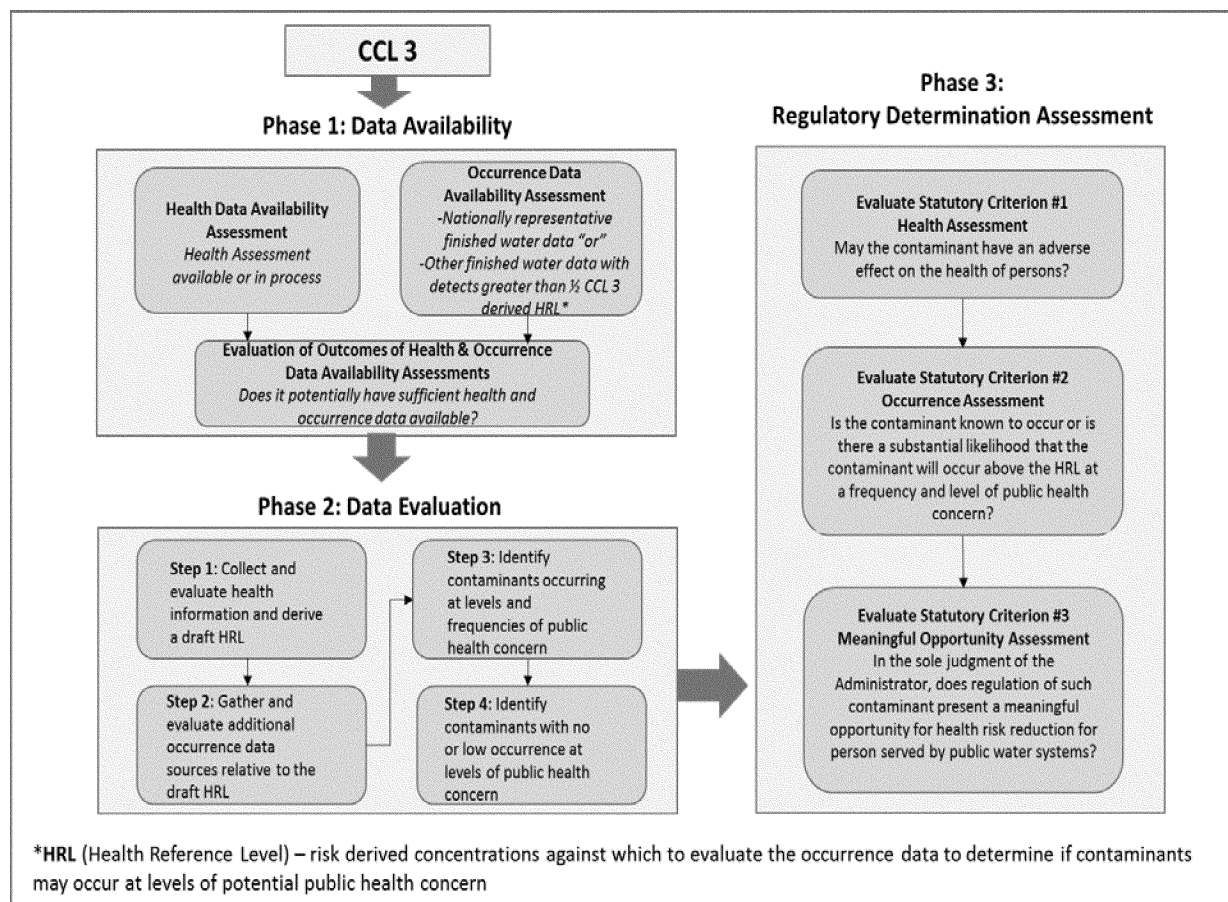 CCL 3
Phase 1: Data Availability
Health Data Availability
Assessment
Health Assessment
available or in process
Occurrence Data
Availability Assessment
-Nationally representative
finished water data “or”
-Other finished water data with
detects greater than ½ CCL 3
derived HRL*
Evaluation of Outcomes of Health & Occurrence
Data Availability Assessments
Does it potentially have sufficient health and
occurrence data available?
Phase 2: Data Evaluation
Step 1: Collect and
evaluate health
information and derive
a draft HRL
Step 2: Gather and
evaluate additional
occurrence data
sources relative to the
draft HRL
Step 3: Identify
contaminants occurring
at levels and
frequencies of public
health concern
Step 4: Identify
contaminants with no
or low occurrence at
levels of public health
concern
Phase 3:
Regulatory Determination Assessment
Evaluate Statutory Criterion #1
Health Assessment
May the contaminant have an adverse
effect on the health of persons?
Evaluate Statutory Criterion #2
Occurrence Assessment
Is the contaminant known to occur or is
there a substantial likelihood that the
contaminant will occur above the HRL at
a frequency and level of public health
concern?
Evaluate Statutory Criterion #3
Meaningful Opportunity Assessment
In the sole judgment of the
Administrator, does regulation of such
contaminant present a meaningful
opportunity for health risk reduction for
person served by public water systems?
*HRL (Health Reference Level) – risk derived concentrations against which to evaluate the occurrence data to determine if contaminants
may occur at levels of potential public health concern